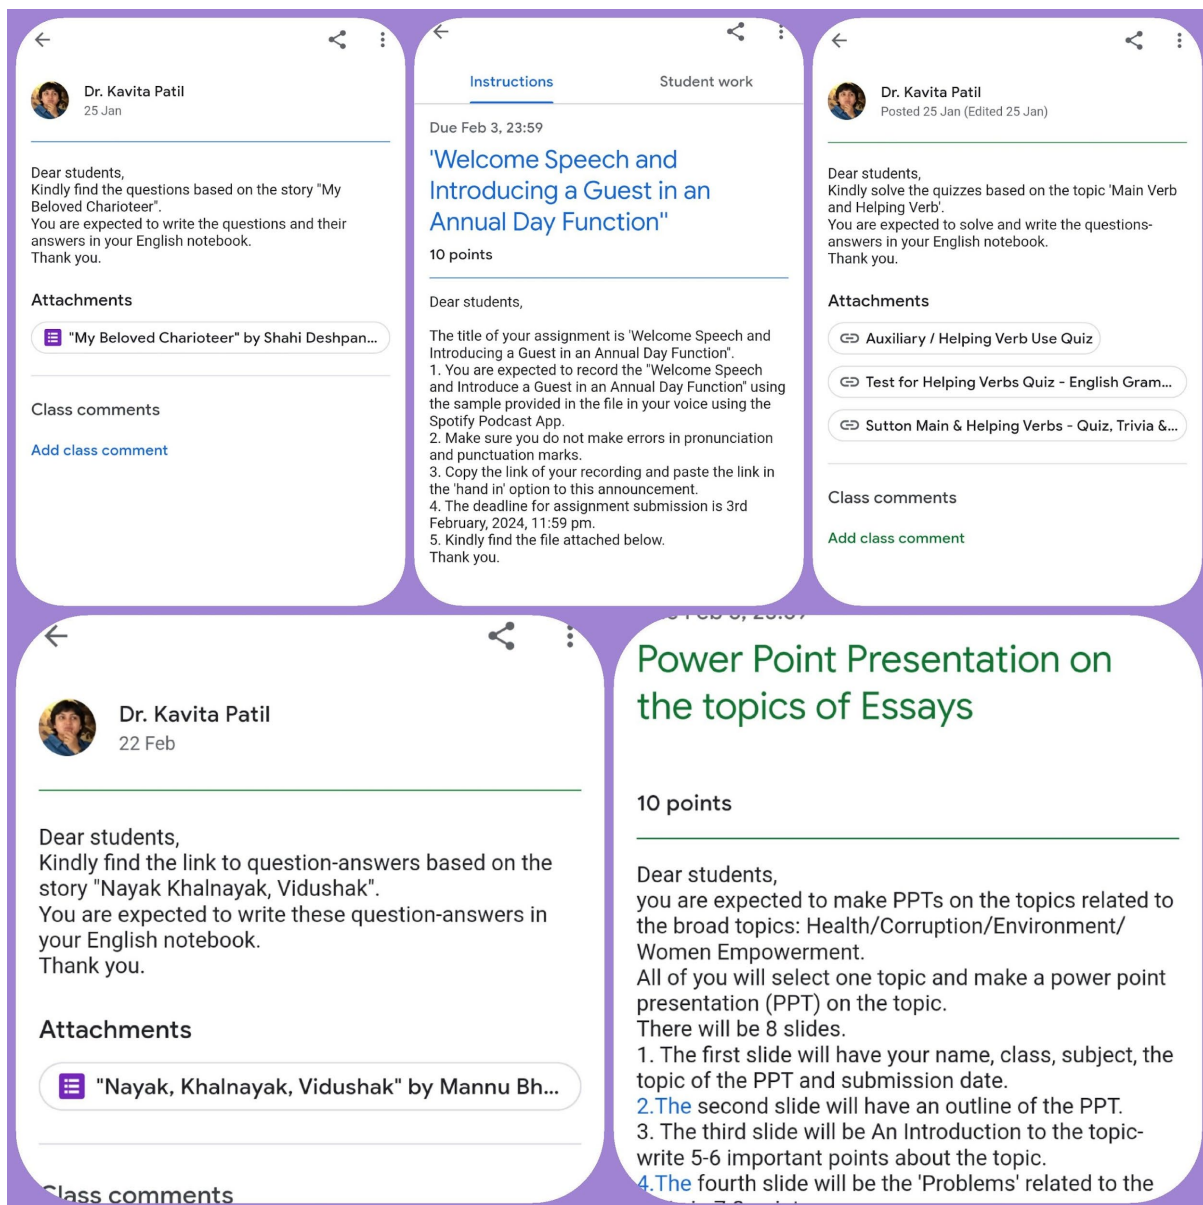 Dr. Kavita Patil
25 Jan
Dear students,
Kindly find the questions based on the story "My
Beloved Charioteer".
You are expected to write the questions and their
answers in your English notebook.
Thank you.
Attachments
"My Beloved Charioteer" by Shahi Deshpan...
Class comments
Add class comment
Instructions
Student work
Due Feb 3, 23:59
'Welcome Speech and
Introducing a Guest in an
Annual Day Function"
10 points
Dear students,
The title of your assignment is 'Welcome Speech and
Introducing a Guest in an Annual Day Function".
1. You are expected to record the "Welcome Speech
and Introduce a Guest in an Annual Day Function" using
the sample provided in the file in your voice using the
Spotify Podcast App.
2. Make sure you do not make errors in pronunciation
and punctuation marks.
3. Copy the link of your recording and paste the link in
the 'hand in' option to this announcement.
4. The deadline for assignment submission is 3rd
February, 2024, 11:59 pm.
5. Kindly find the file attached below.
Thank you.
Dr. Kavita Patil
Posted 25 Jan (Edited 25 Jan)
Dear students,
Kindly solve the quizzes based on the topic 'Main Verb
and Helping Verb'.
You are expected to solve and write the questions-
answers in your English notebook.
Thank you.
Attachments
Auxiliary / Helping Verb Use Quiz
Test for Helping Verbs Quiz - English Gram...
Sutton Main & Helping Verbs - Quiz, Trivia &...
Class comments
Add class comment
Dr. Kavita Patil
22 Feb
Dear students,
Kindly find the link to question-answers based on the
story "Nayak Khalnayak, Vidushak".
You are expected to write these question-answers in
your English notebook.
Thank you.
Attachments
"Nayak, Khalnayak, Vidushak" by Mannu Bh...
Class comments
Power Point Presentation on
the topics of Essays
10 points
Dear students,
you are expected to make PPTs on the topics related to
the broad topics: Health/Corruption/Environment/
Women Empowerment.
All of you will select one topic and make a power point
presentation (PPT) on the topic.
There will be 8 slides.
1. The first slide will have your name, class, subject, the
topic of the PPT and submission date.
2.The second slide will have an outline of the PPT.
3. The third slide will be An Introduction to the topic-
write 5-6 important points about the topic.
4.The fourth slide will be the 'Problems' related to the